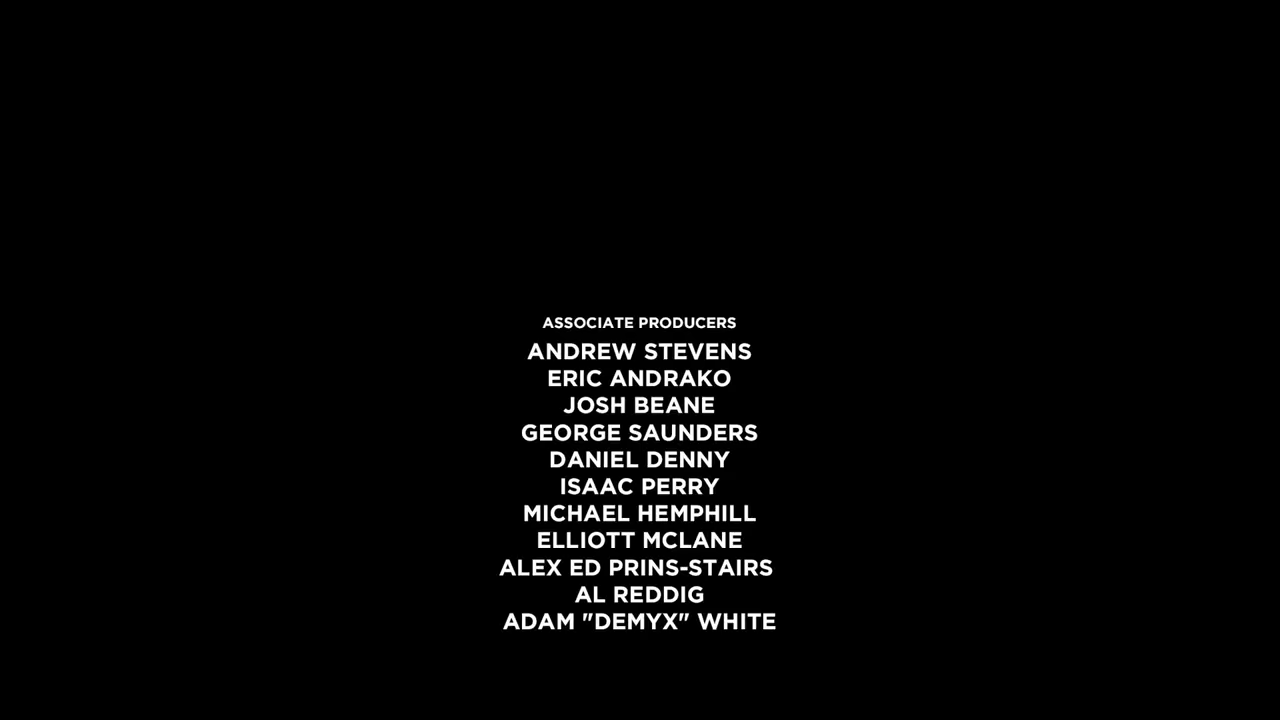 ASSOCIATE PRODUCERS
ANDREW STEVENS
ERIC ANDRAKO
JOSH BEANE
GEORGE SAUNDERS
DANIEL DENNY
ISAAC PERRY
MICHAEL HEMPHILL
ELLIOTT MCLANE
ALEX ED PRINS-STAIRS
AL REDDIG
ADAM "DEMYX" WHITE